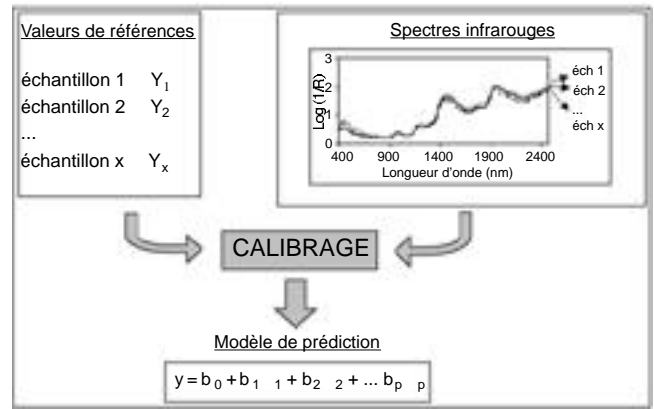 Valeurs de références
échantillon 1 Y1
échantillon 2 Y2
...
échantillon x Yx
Spectres infrarouges
Log (1/R)
3
2
1
0
400 900 1400 1900 2400
Longueur d'onde (nm)
éch 1
éch 2
...
éch x
CALIBRAGE
Modèle de prédiction
y = b0 + b1 1 + b2 2 + ... bp p